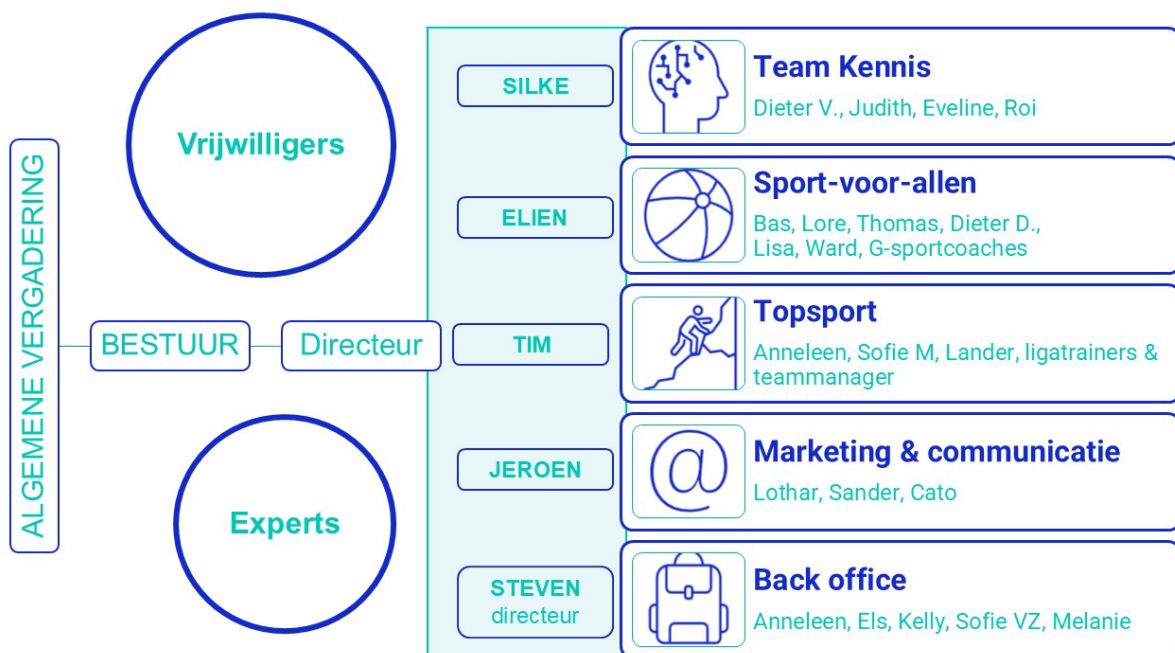 ALGEMENE VERGADERING
Vrijwilligers
BESTUUR
Directeur
Experts
SILKE
Team Kennis
Dieter V., Judith, Eveline, Roi
ELIEN
Sport-voor-allen
Bas, Lore, Thomas, Dieter D.,
Lisa, Ward, G-sportcoaches
TIM
Topsport
Anneleen, Sofie M, Lander, ligatrainers &
teammanager
JEROEN
Marketing & communicatie
Lothar, Sander, Cato
STEVEN
directeur
Back office
Anneleen, Els, Kelly, Sofie VZ, Melanie